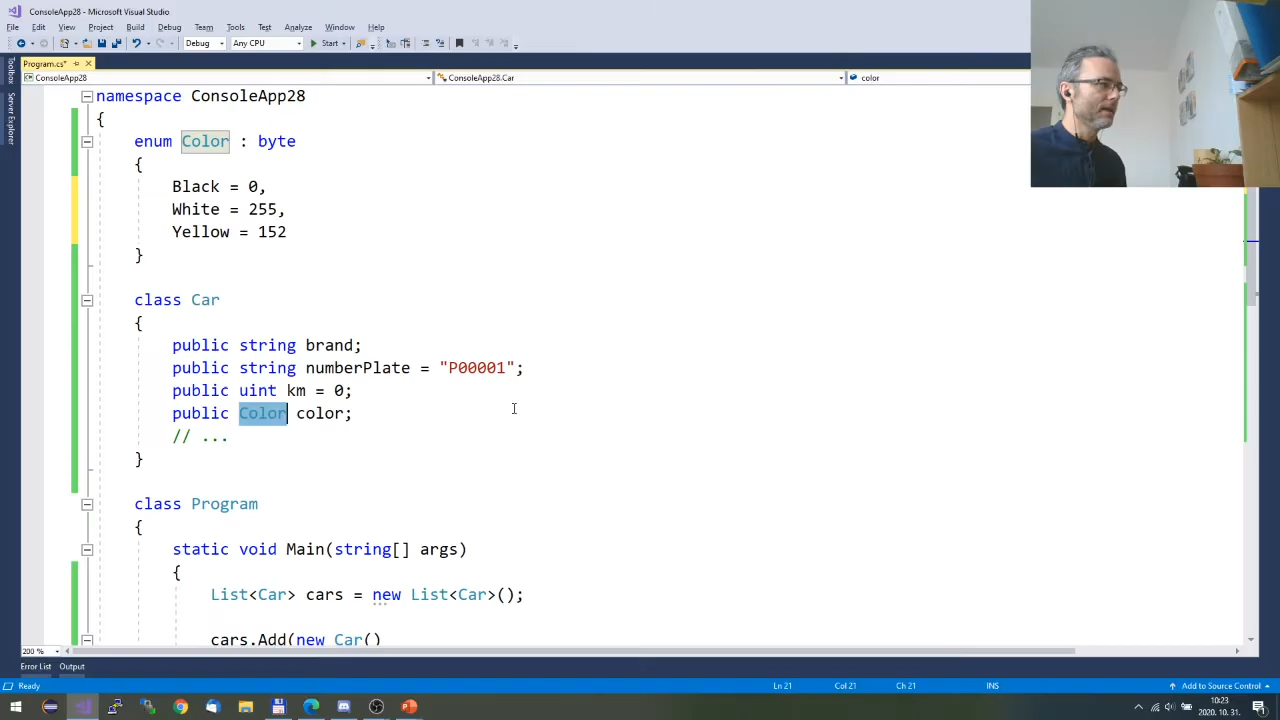 ConsoleApp28 - Microsoft Visual Studio
File Edit View Project Build Debug Team Tools Test Analyze Window Help
Debug Any CPU Start
Program.cs*
ConsoleApp28 ConsoleApp28.Car color
Toolbox
Server Explorer
namespace ConsoleApp28
{
enum Color : byte
{
Black = 0,
White = 255,
Yellow = 152
}
class Car
{
public string brand;
public string numberPlate = "P00001";
public uint km = 0;
public Color color;
// ...
}
class Program
{
static void Main(string[] args)
{
List<Car> cars = new List<Car>();
cars.Add(new Car()
200 %
Error List Output
Ready Ln 21 Col 21 Ch 21 INS Add to Source Control
10:23
2020. 10. 31.